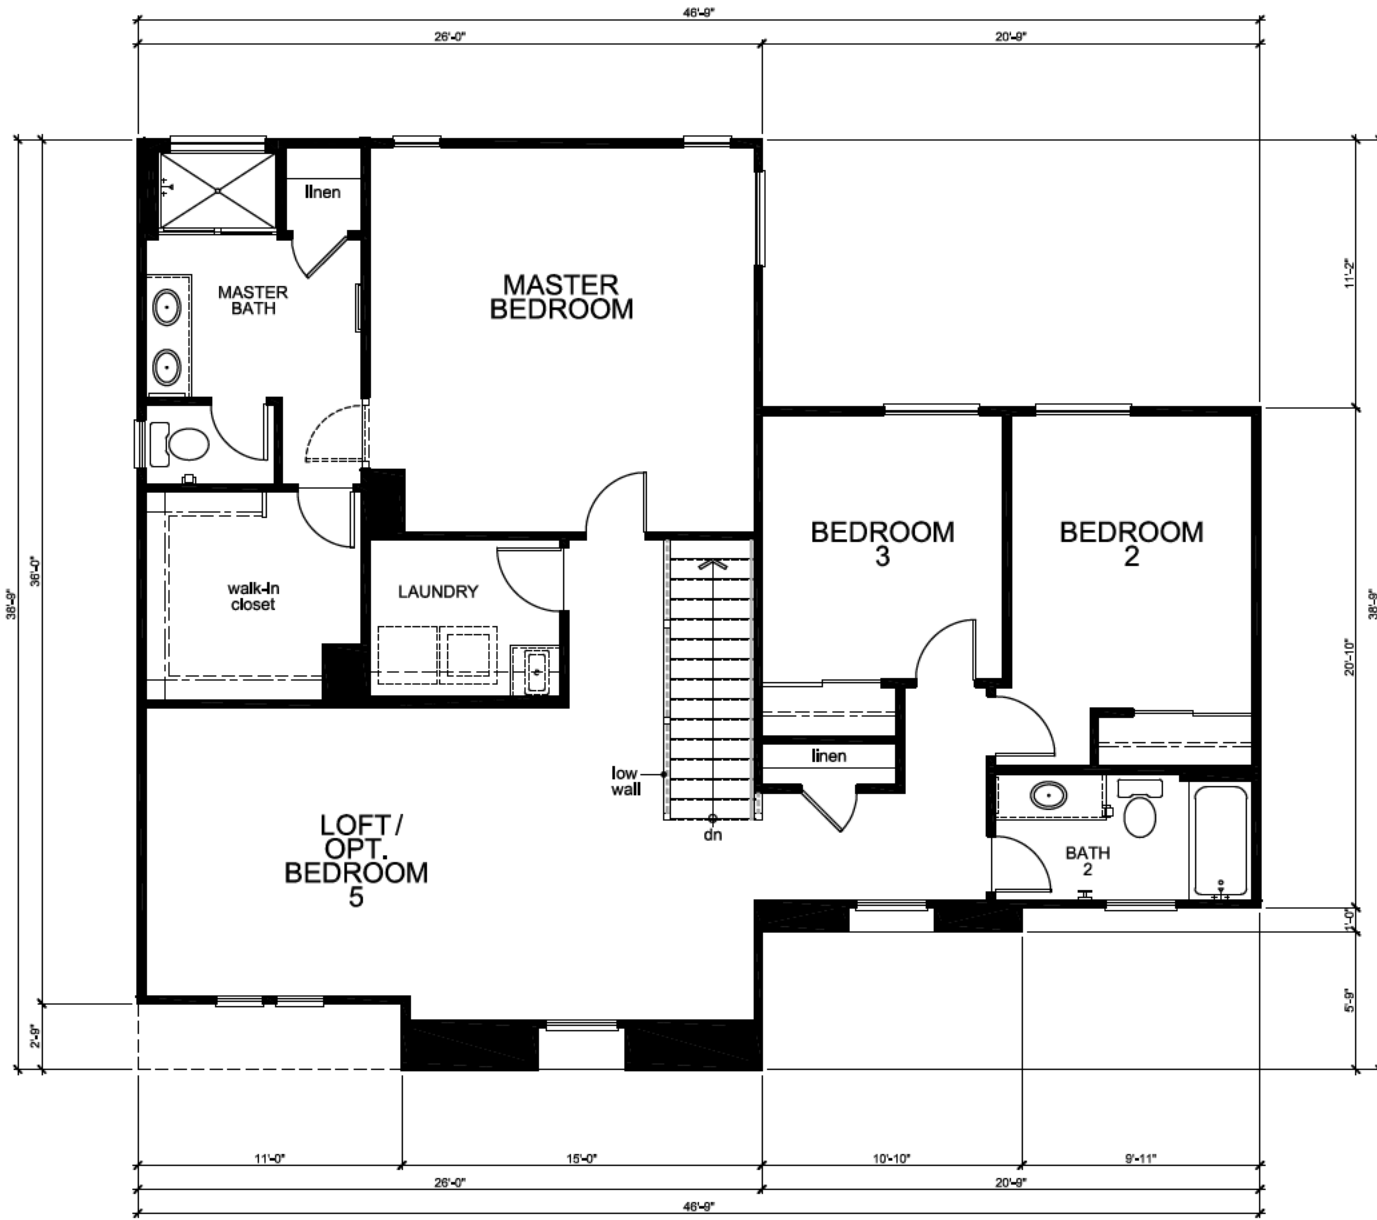 46'-9"
26'-0"
20'-9"
linen
MASTER
BATH
MASTER
BEDROOM
11'-2"
BEDROOM
3
BEDROOM
2
walk-in
closet
LAUNDRY
38'-9"
36'-0"
38'-9"
20'-10"
linen
low
wall
dn
LOFT/
OPT.
BEDROOM
5
BATH
2
1'-0"
5'-9"
2'-9"
11'-0"
15'-0"
10'-10"
9'-11"
26'-0"
20'-9"
46'-9"